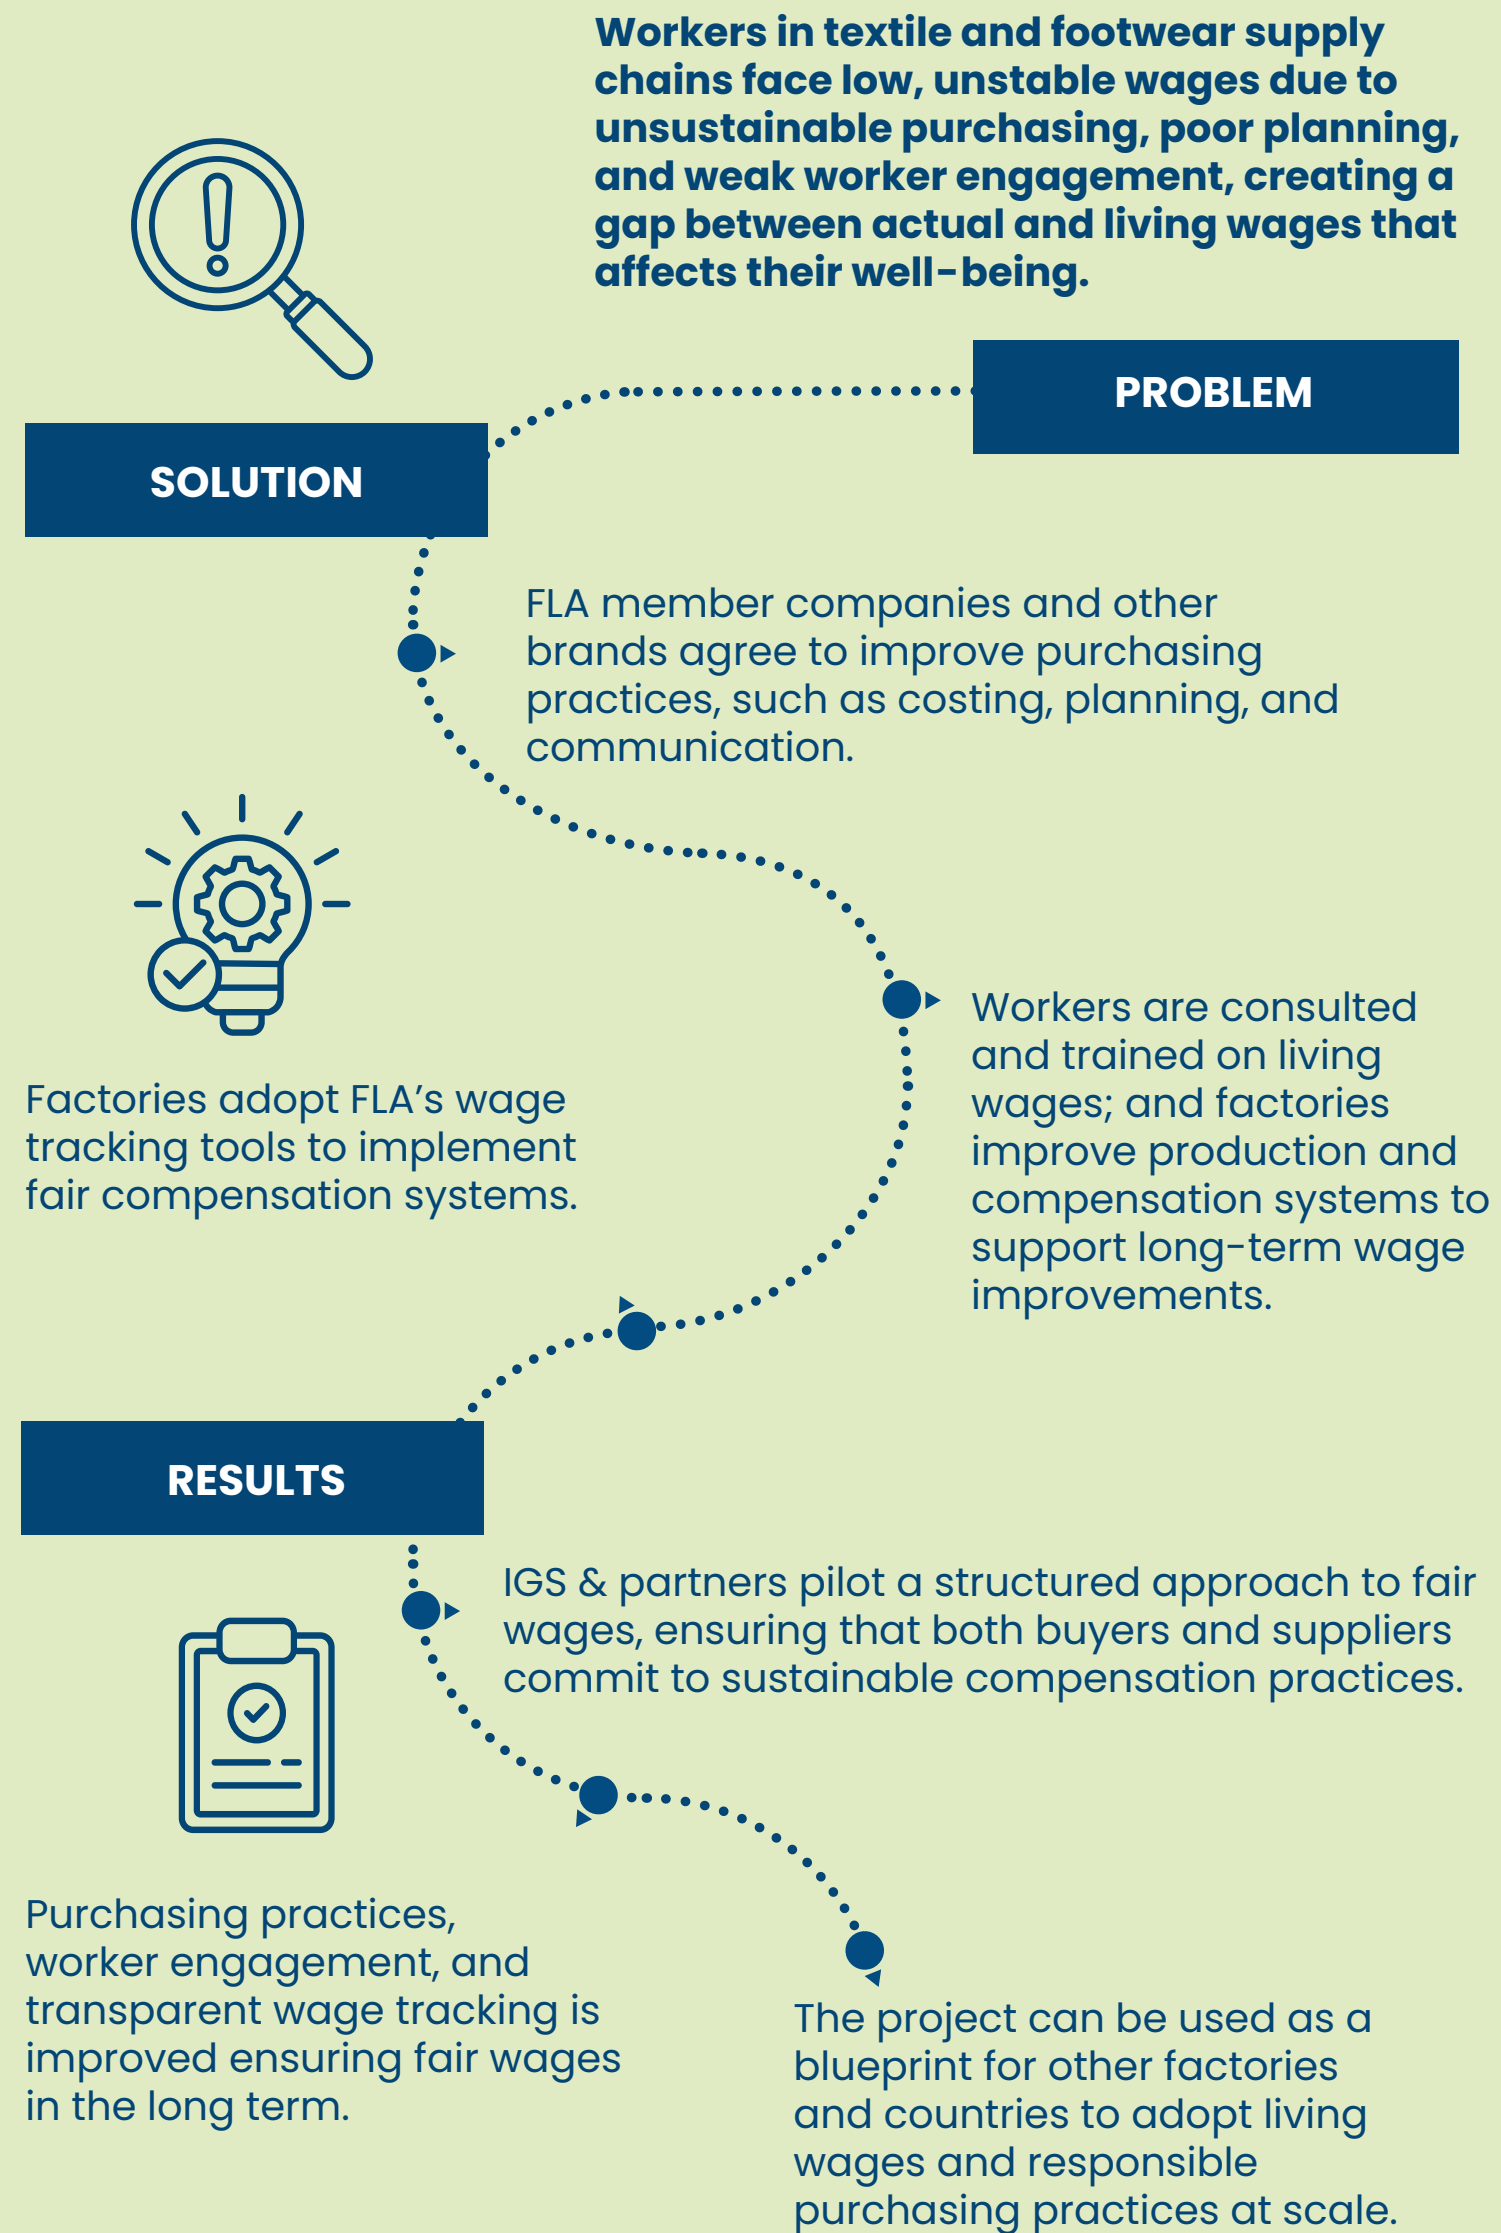 Workers in textile and footwear supply
chains face low, unstable wages due to
unsustainable purchasing, poor planning,
and weak worker engagement, creating a
gap between actual and living wages that
affects their well-being.
PROBLEM
SOLUTION
FLA member companies and other
brands agree to improve purchasing
practices, such as costing, planning, and
communication.
Workers are consulted
and trained on living
wages; and factories
improve production and
compensation systems to
support long-term wage
improvements.
Factories adopt FLA’s wage
tracking tools to implement
fair compensation systems.
RESULTS
IGS & partners pilot a structured approach to fair
wages, ensuring that both buyers and suppliers
commit to sustainable compensation practices.
Purchasing practices,
worker engagement, and
transparent wage tracking is
improved ensuring fair wages
in the long term.
The project can be used as a
blueprint for other factories
and countries to adopt living
wages and responsible
purchasing practices at scale.